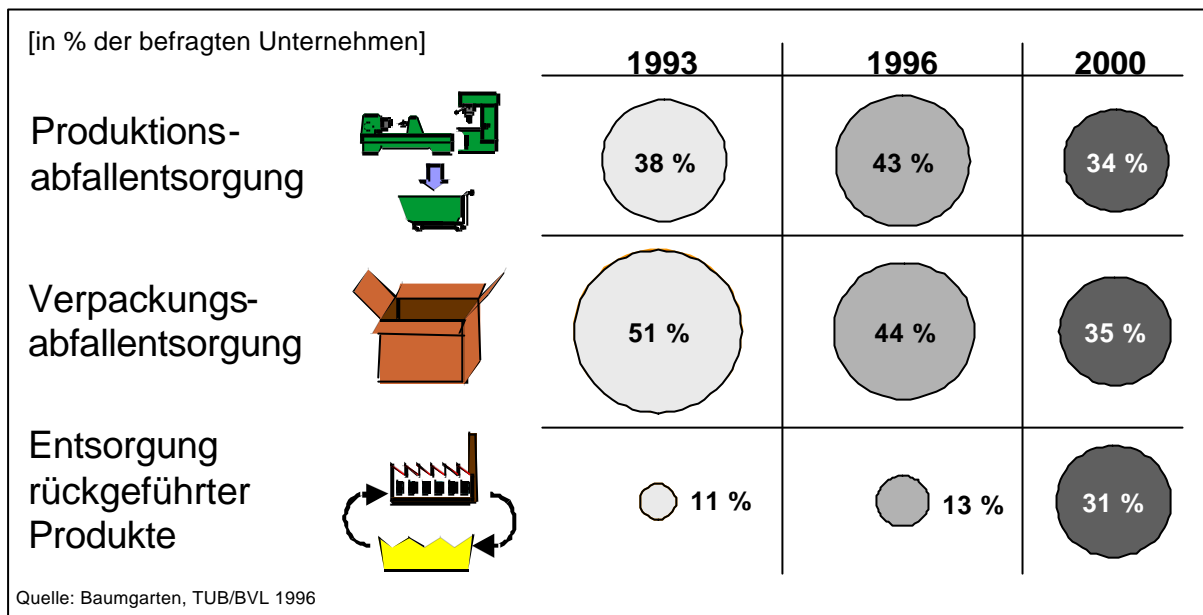 [in % der befragten Unternehmen]
1993 1996 2000
Produktions-
abfallentsorgung
38 % 43 % 34 %
Verpackungs-
abfallentsorgung
51 % 44 % 35 %
Entsorgung
rückgeführter
Produkte
11 % 13 % 31 %
Quelle: Baumgarten, TUB/BVL 1996